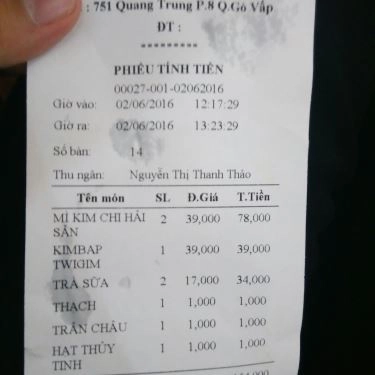 : 751 Quang Trung P.8 Q.Gò Vấp
ĐT :
*********
PHIẾU TÍNH TIỀN
00027-001-02062016
Giờ vào: 02/06/2016 12:17:29
Giờ ra: 02/06/2016 13:23:29
Số bàn: 14
Thu ngân: Nguyễn Thị Thanh Thảo
Tên món SL Đ.Giá T.Tiền
MÌ KIM CHI HẢI 2 39,000 78,000
SẢN
KIMBAP 1 39,000 39,000
TWIGIM
TRÀ SỮA 2 17,000 34,000
THẠCH 1 1,000 1,000
TRÂN CHÂU 1 1,000 1,000
HẠT THỦY 1 1,000 1,000
TINH